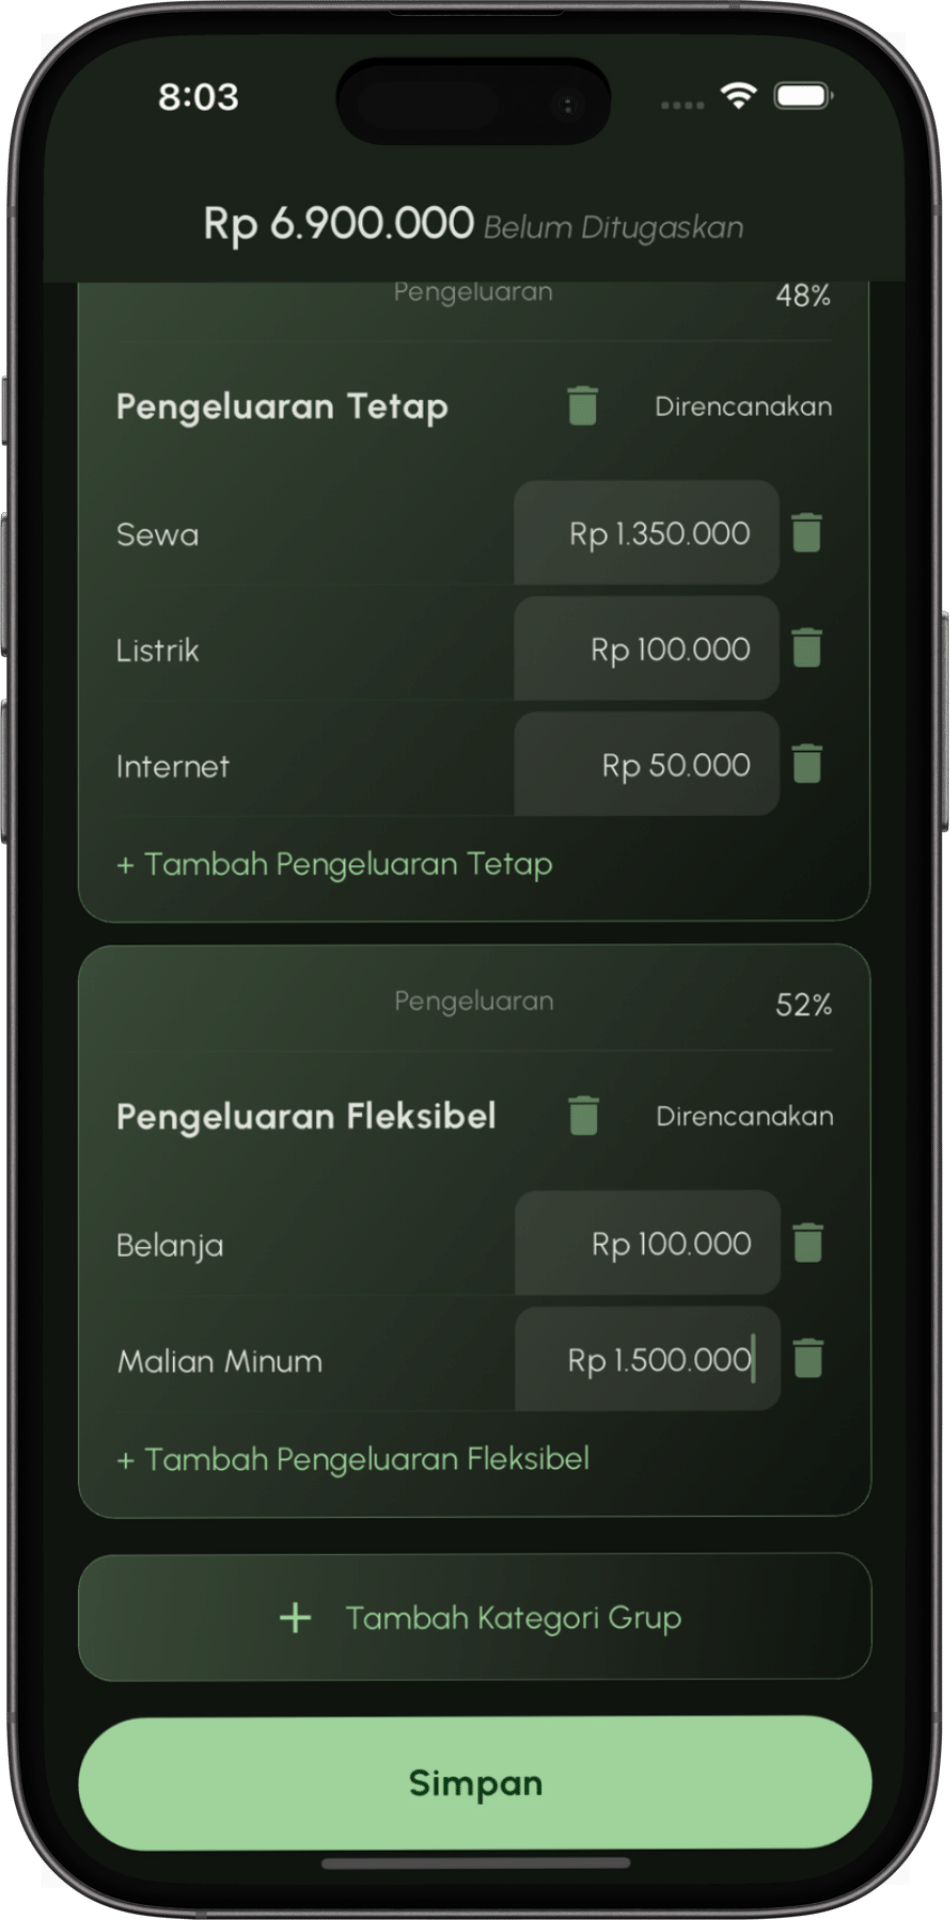 8:03
Rp 6.900.000 Belum Ditugaskan
Pengeluaran 48%
Pengeluaran Tetap Direncanakan
Sewa Rp 1.350.000
Listrik Rp 100.000
Internet Rp 50.000
+ Tambah Pengeluaran Tetap
Pengeluaran 52%
Pengeluaran Fleksibel Direncanakan
Belanja Rp 100.000
Malian Minum Rp 1.500.000
+ Tambah Pengeluaran Fleksibel
+ Tambah Kategori Grup
Simpan